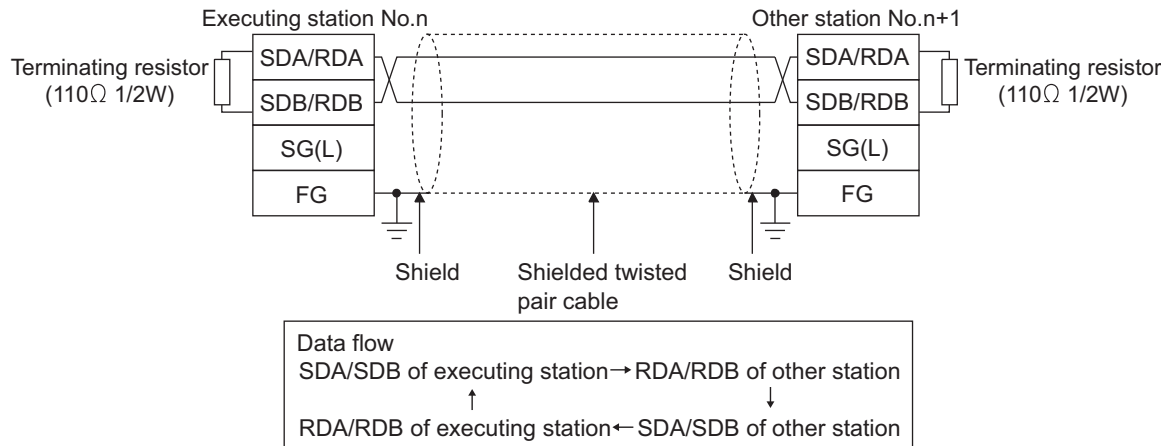 Executing station No.n
Other station No.n+1
Terminating resistor
(110Ω 1/2W)
SDA/RDA
SDB/RDB
SG(L)
FG
SDA/RDA
SDB/RDB
SG(L)
FG
Terminating resistor
(110Ω 1/2W)
Shield
Shielded twisted
pair cable
Shield
Data flow
SDA/SDB of executing station→RDA/RDB of other station
↑ ↓
RDA/RDB of executing station←SDA/SDB of other station